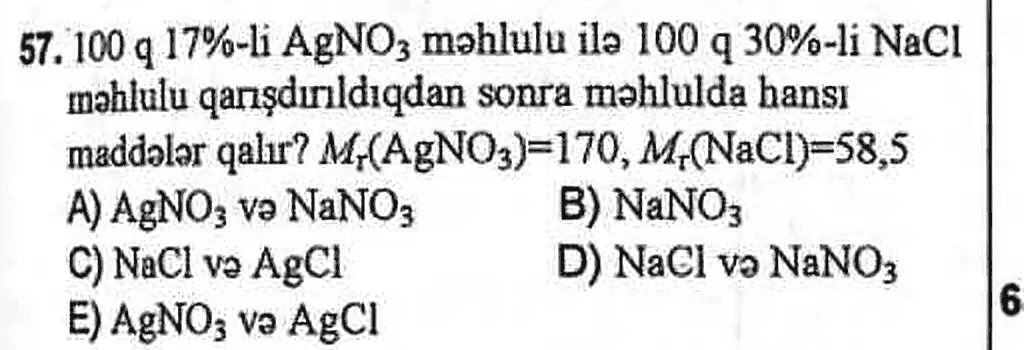 57. 100 q 17%-li AgNO₃ məhlulu ilə 100 q 30%-li NaCl
məhlulu qarışdırıldıqdan sonra məhlulda hansı
maddələr qalır? Mᵣ(AgNO₃)=170, Mᵣ(NaCl)=58,5
A) AgNO₃ və NaNO₃ B) NaNO₃
C) NaCl və AgCl D) NaCl və NaNO₃
E) AgNO₃ və AgCl
6